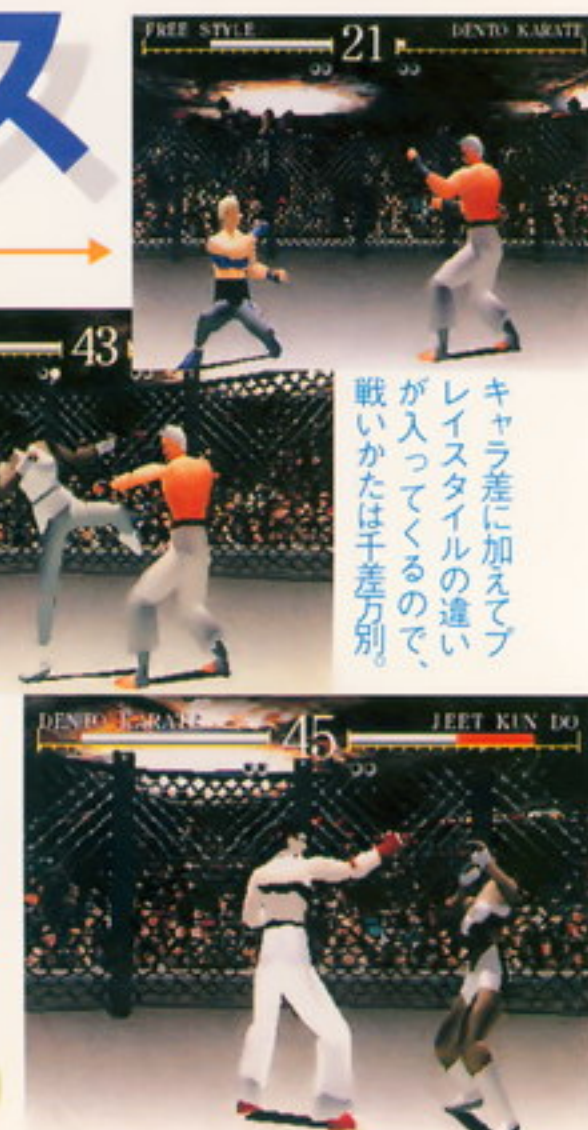 ス
FREE STYLE 21 DENTO KARATE
43
キャラ差に加えてプ
レイスタイルの違い
が入ってくるので、
戦いかたは千差万別。
DENTO KARATE 45 JEET KUN DO